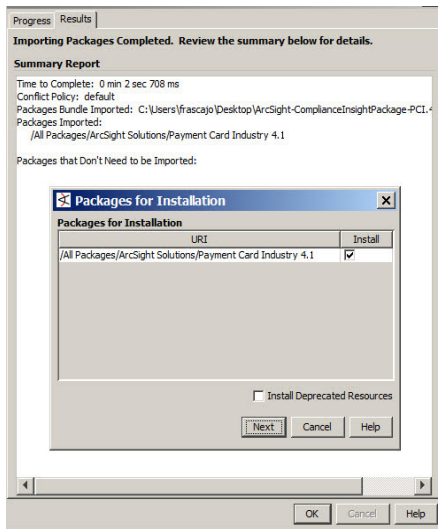 Progress Results
Importing Packages Completed. Review the summary below for details.
Summary Report
Time to Complete: 0 min 2 sec 708 ms
Conflict Policy: default
Packages Bundle Imported: C:\Users\frascajo\Desktop\ArcSight-ComplianceInsightPackage-PCI.4
Packages Imported:
/All Packages/ArcSight Solutions/Payment Card Industry 4.1
Packages that Don't Need to be Imported:
Packages for Installation
Packages for Installation
URI Install
/All Packages/ArcSight Solutions/Payment Card Industry 4.1
Install Deprecated Resources
Next Cancel Help
OK Cancel Help